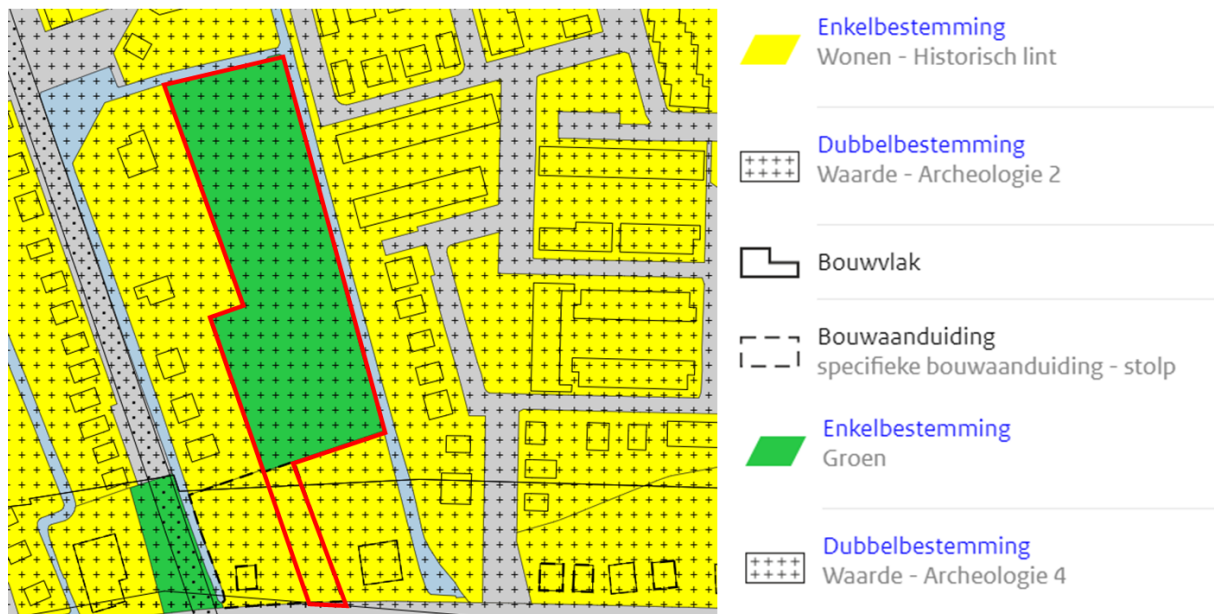 Enkelbestemming
Wonen - Historisch lint
Dubbelbestemming
Waarde - Archeologie 2
Bouwvlak
Bouwaanduiding
specifieke bouwaanduiding - stolp
Enkelbestemming
Groen
Dubbelbestemming
Waarde - Archeologie 4